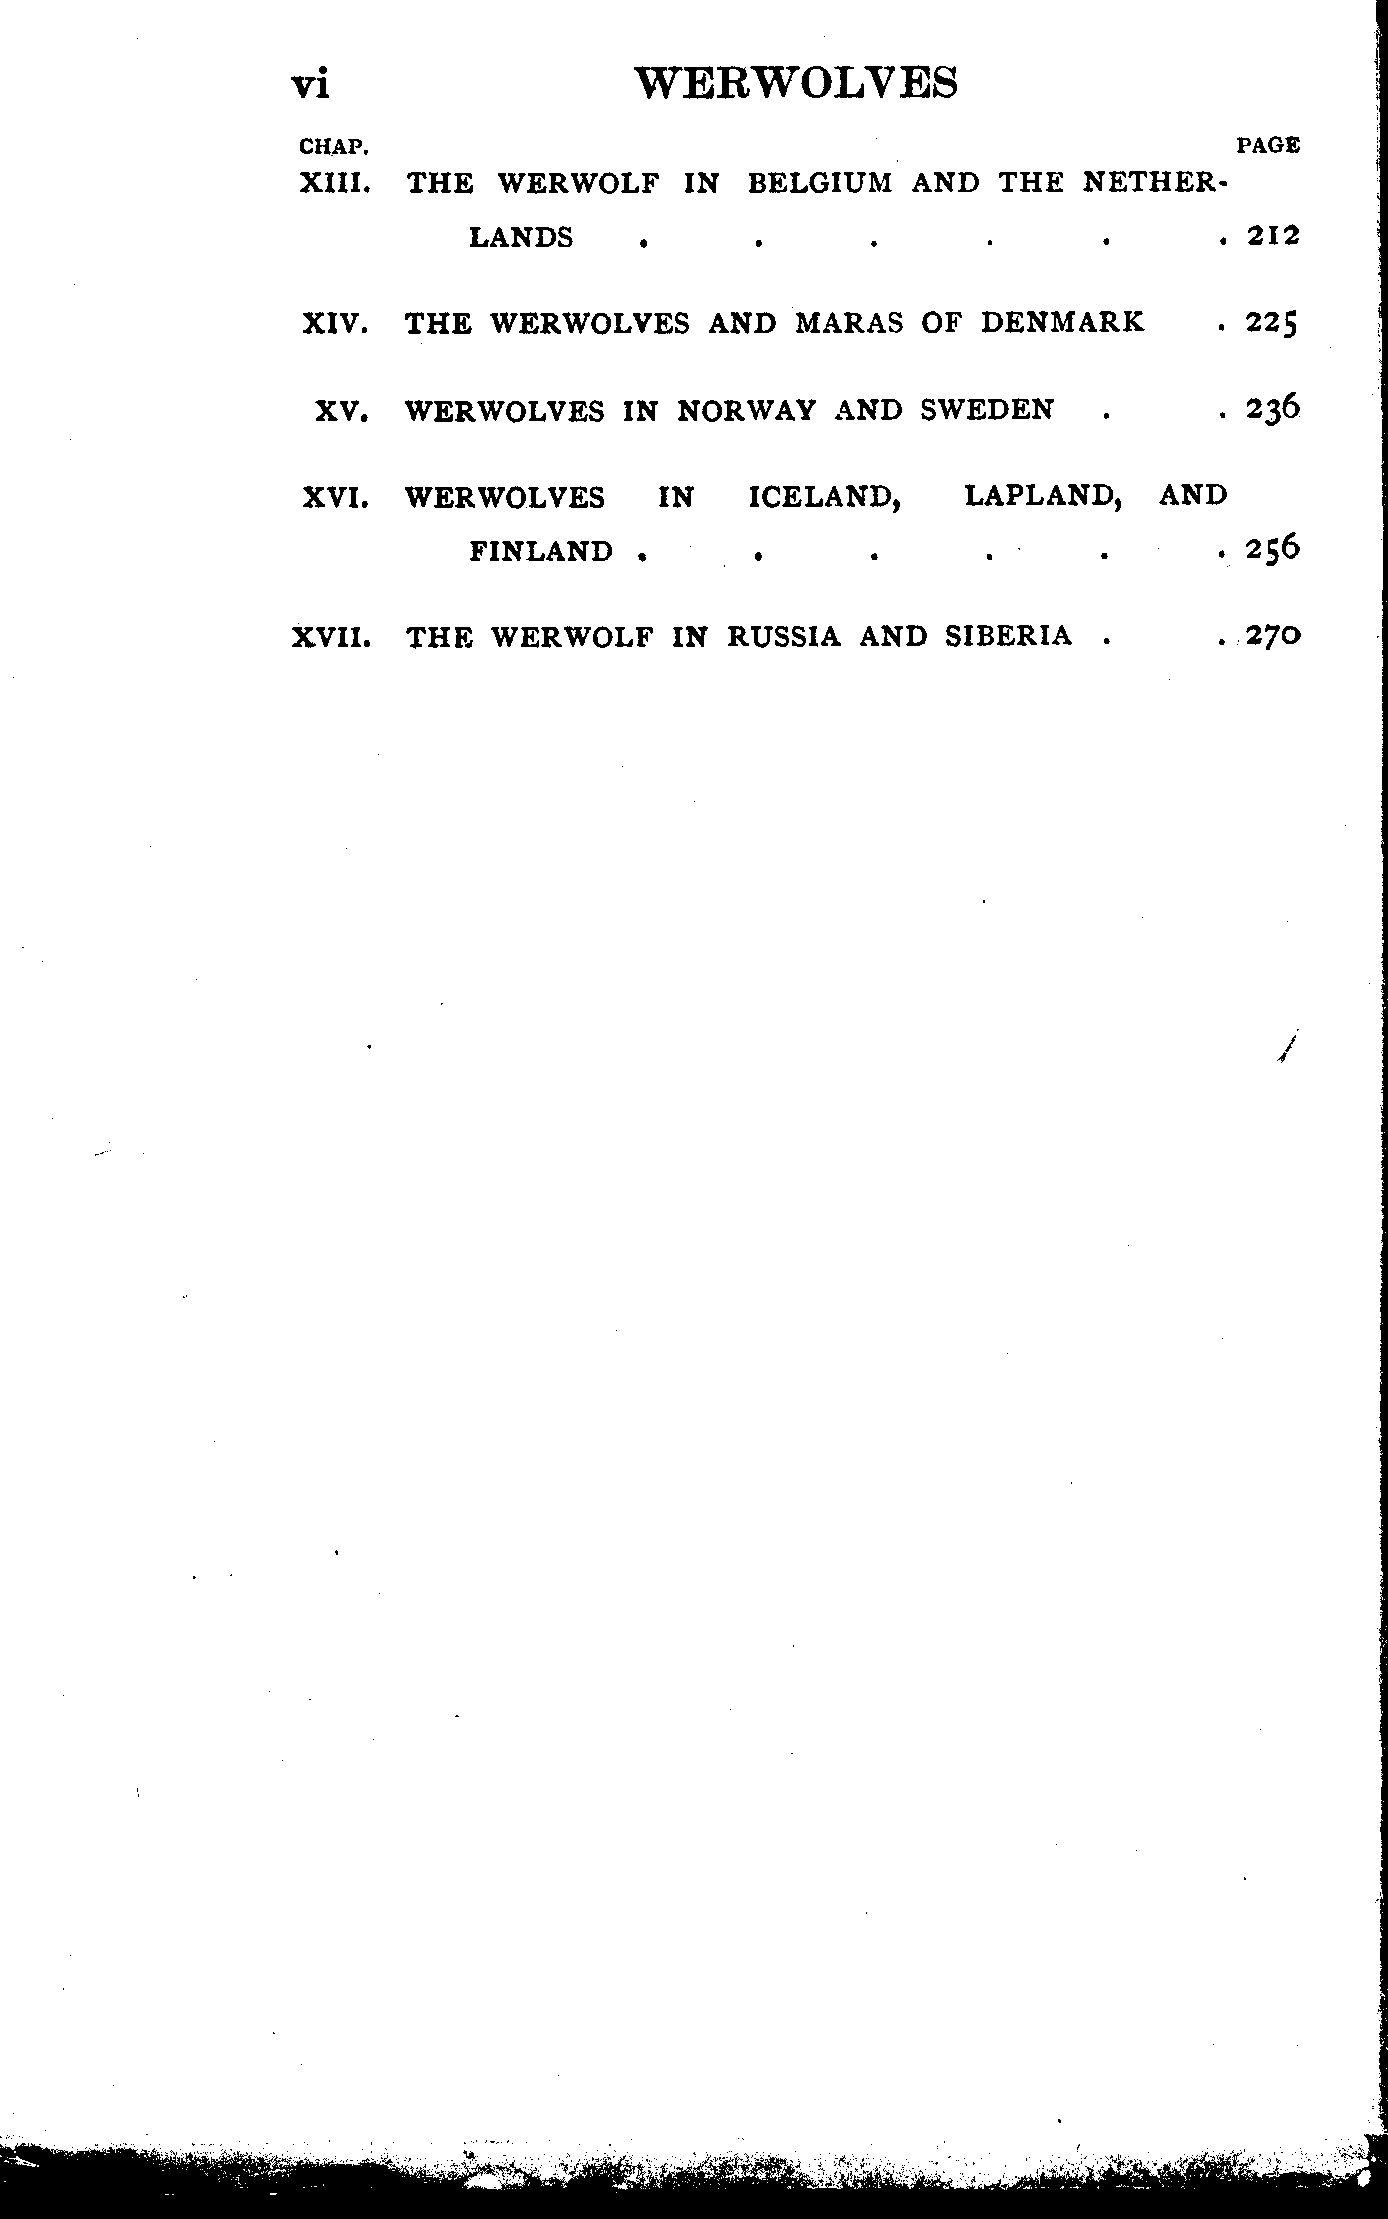 vi WERWOLVES
CHAP. PAGE
XIII. THE WERWOLF IN BELGIUM AND THE NETHER-
LANDS . . . . . . 212
XIV. THE WERWOLVES AND MARAS OF DENMARK . 225
XV. WERWOLVES IN NORWAY AND SWEDEN . . 236
XVI. WERWOLVES IN ICELAND, LAPLAND, AND
FINLAND . . . . . . 256
XVII. THE WERWOLF IN RUSSIA AND SIBERIA . . 270